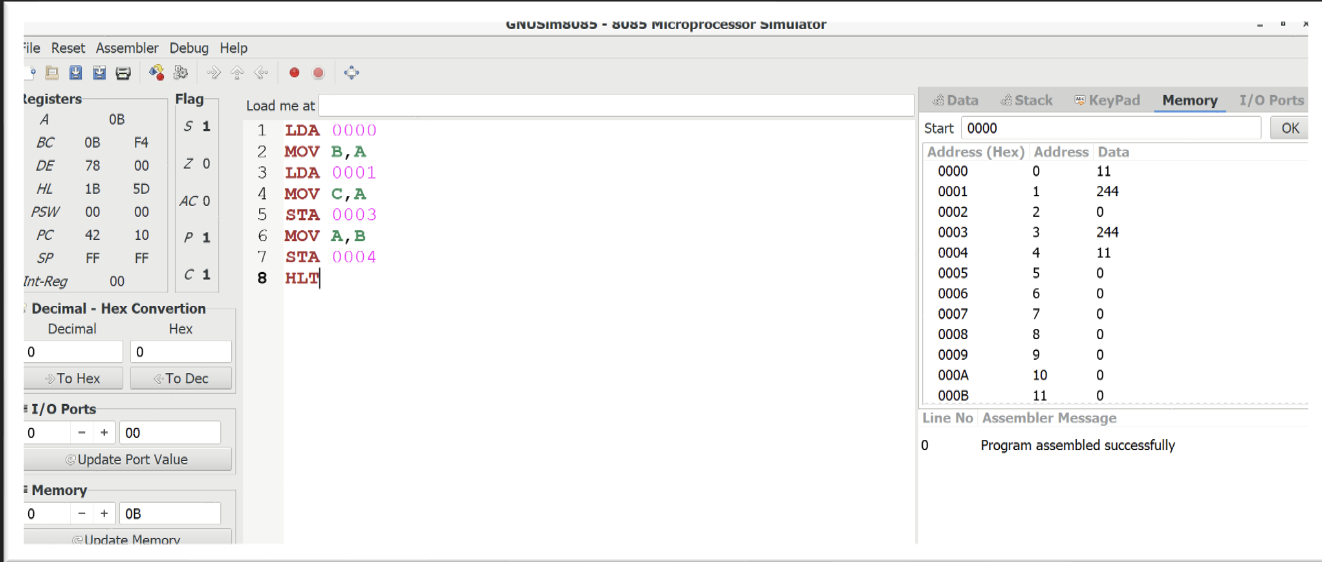 GNUSim8085 - 8085 Microprocessor Simulator
File Reset Assembler Debug Help
Registers
A 0B
BC 0B F4
DE 78 00
HL 1B 5D
PSW 00 00
PC 42 10
SP FF FF
Int-Reg 00
Flag
S 1
Z 0
AC 0
P 1
C 1
Decimal - Hex Convertion
Decimal Hex
0 0
To Hex To Dec
I/O Ports
0 - + 00
Update Port Value
Memory
0 - + 0B
Update Memory
Load me at
1 LDA 0000
2 MOV B,A
3 LDA 0001
4 MOV C,A
5 STA 0003
6 MOV A,B
7 STA 0004
8 HLT
Data Stack KeyPad Memory I/O Ports
Start 0000 OK
Address (Hex) Address Data
0000 0 11
0001 1 244
0002 2 0
0003 3 244
0004 4 11
0005 5 0
0006 6 0
0007 7 0
0008 8 0
0009 9 0
000A 10 0
000B 11 0
Line No Assembler Message
0 Program assembled successfully